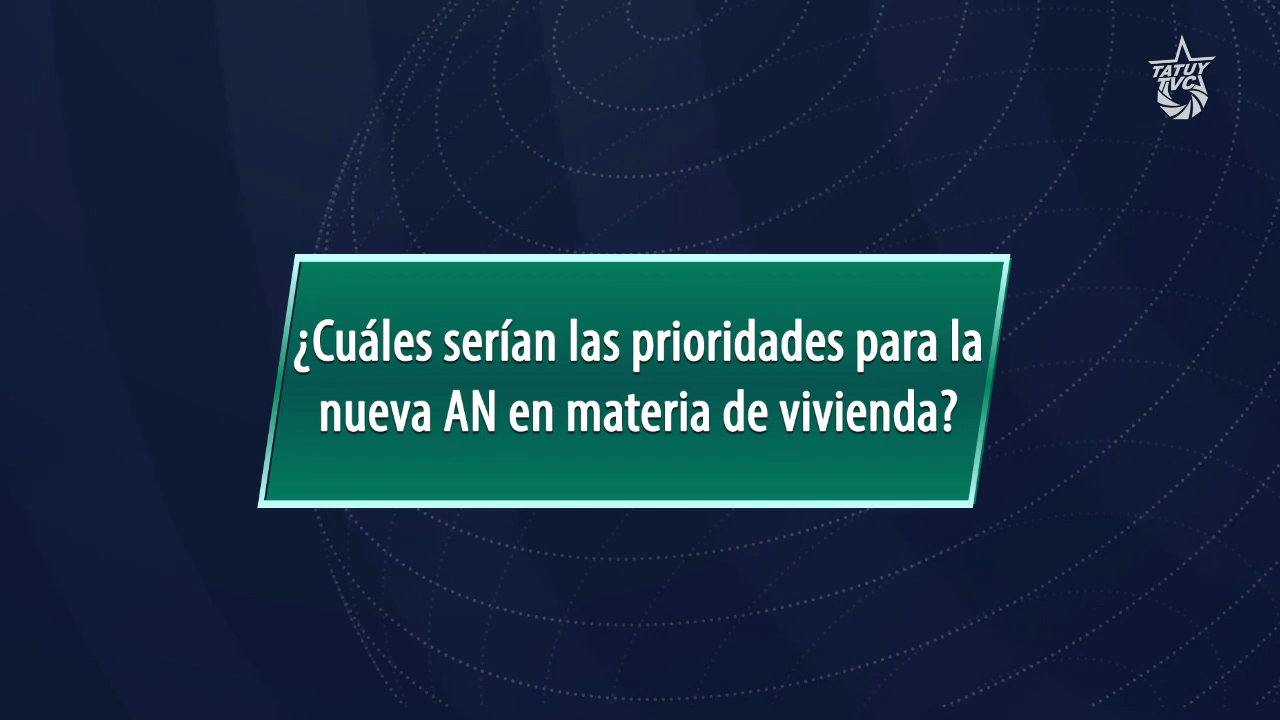 TATUY
TVC
¿Cuáles serían las prioridades para la
nueva AN en materia de vivienda?